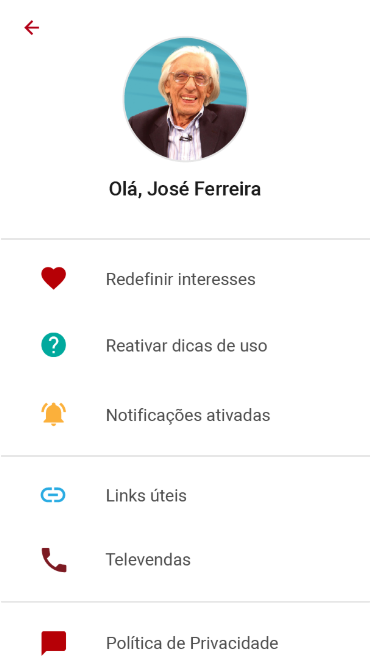 Olá, José Ferreira
Redefinir interesses
Reativar dicas de uso
Notificações ativadas
Links úteis
Televendas
Política de Privacidade